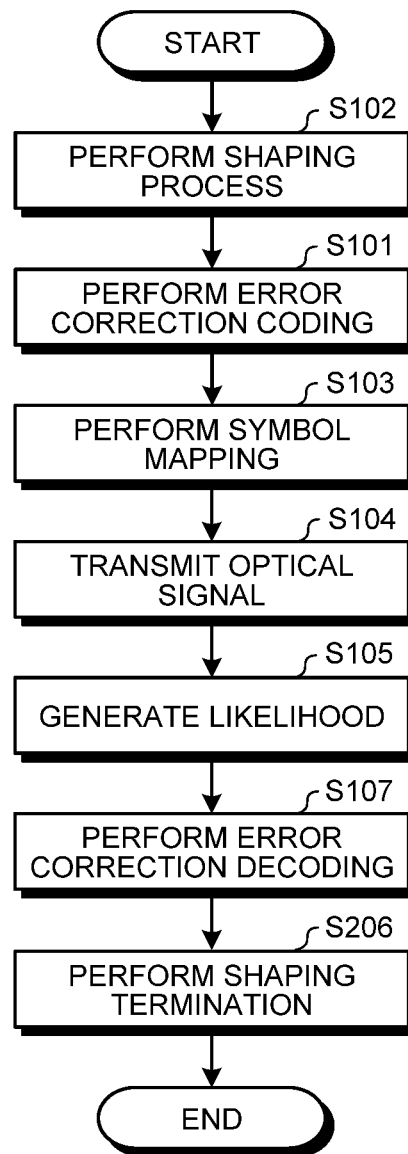 START
S102
PERFORM SHAPING
PROCESS
S101
PERFORM ERROR
CORRECTION CODING
S103
PERFORM SYMBOL
MAPPING
S104
TRANSMIT OPTICAL
SIGNAL
S105
GENERATE LIKELIHOOD
S107
PERFORM ERROR
CORRECTION DECODING
S206
PERFORM SHAPING
TERMINATION
END